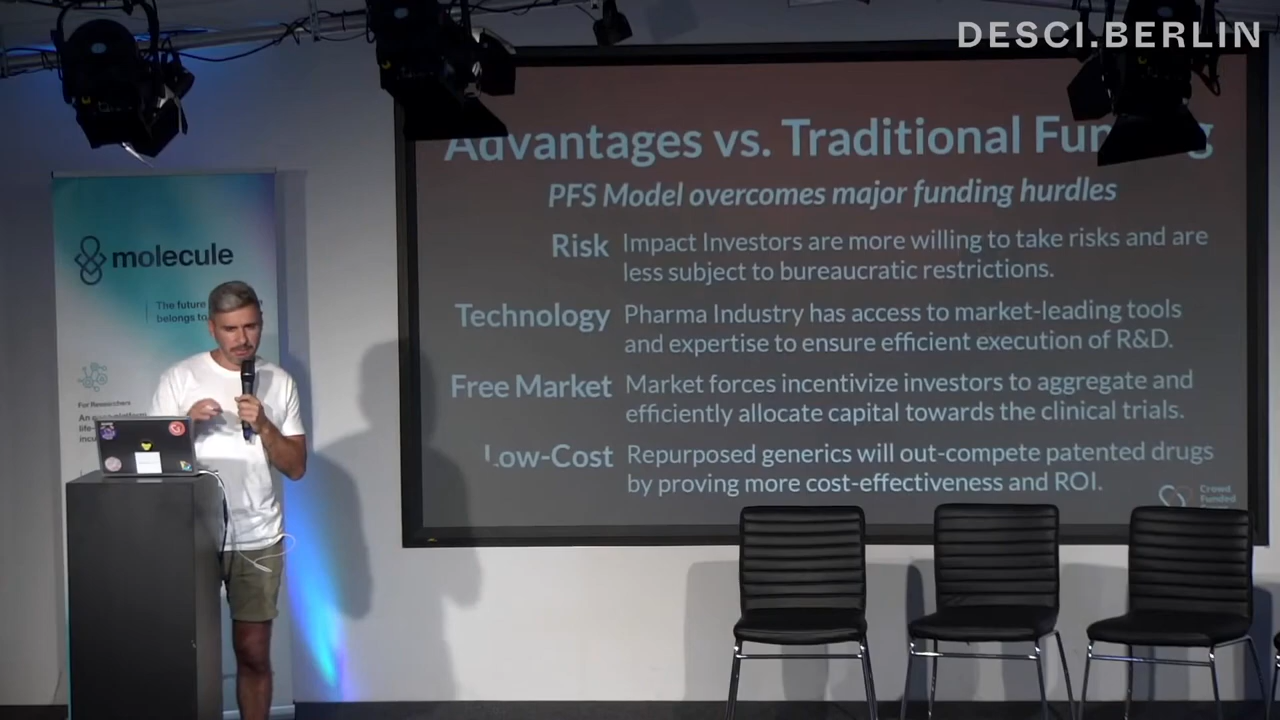 DESCI.BERLIN
Advantages vs. Traditional
PFS Model overcomes major funding hurdles
Risk
Impact Investors are more willing to take risks and are
less subject to bureaucratic restrictions.
Technology
Pharma Industry has access to market-leading tools
and expertise to ensure efficient execution of R&D.
Free Market
Market forces incentivize investors to aggregate and
efficiently allocate capital towards the clinical trials.
Low-Cost
Repurposed generics will out-compete patented drugs
by proving more cost-effectiveness and ROI.
Crowd
Funded
molecule
The future
belongs to
For Researchers